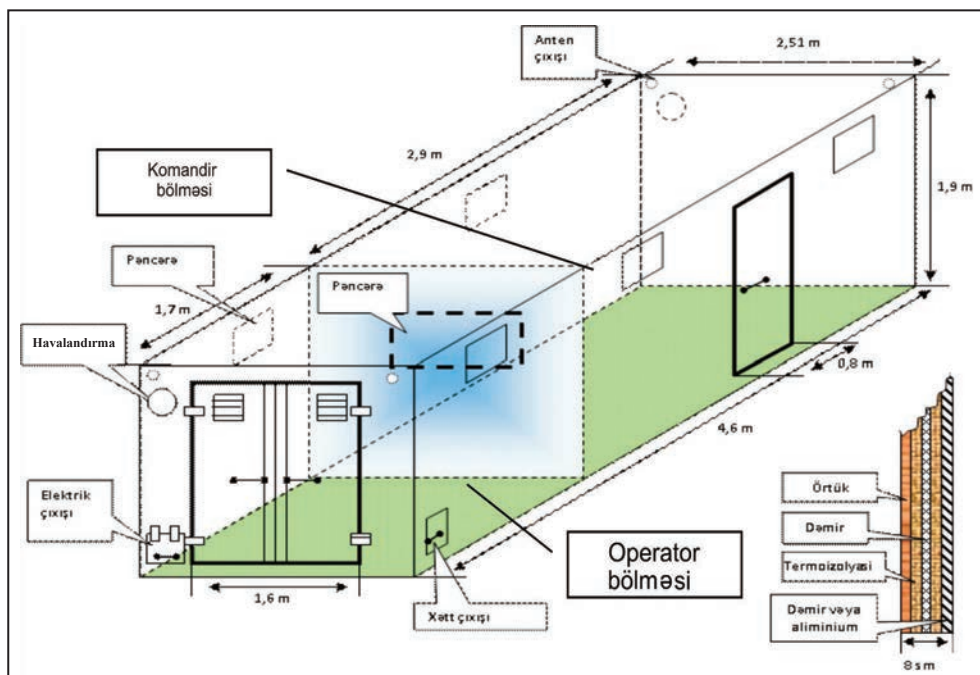 Anten
çıxışı
2,51 m
Komandir
bölməsi
2,9 m
1,9 m
Pəncərə
Pəncərə
1,7 m
Havalandırma
0,8 m
4,6 m
Elektrik
çıxışı
Örtük
Dəmir
Operator
bölməsi
Termoizolyasi
1,6 m
Xətt çıxışı
Dəmir vəya
aliminium
8 sm